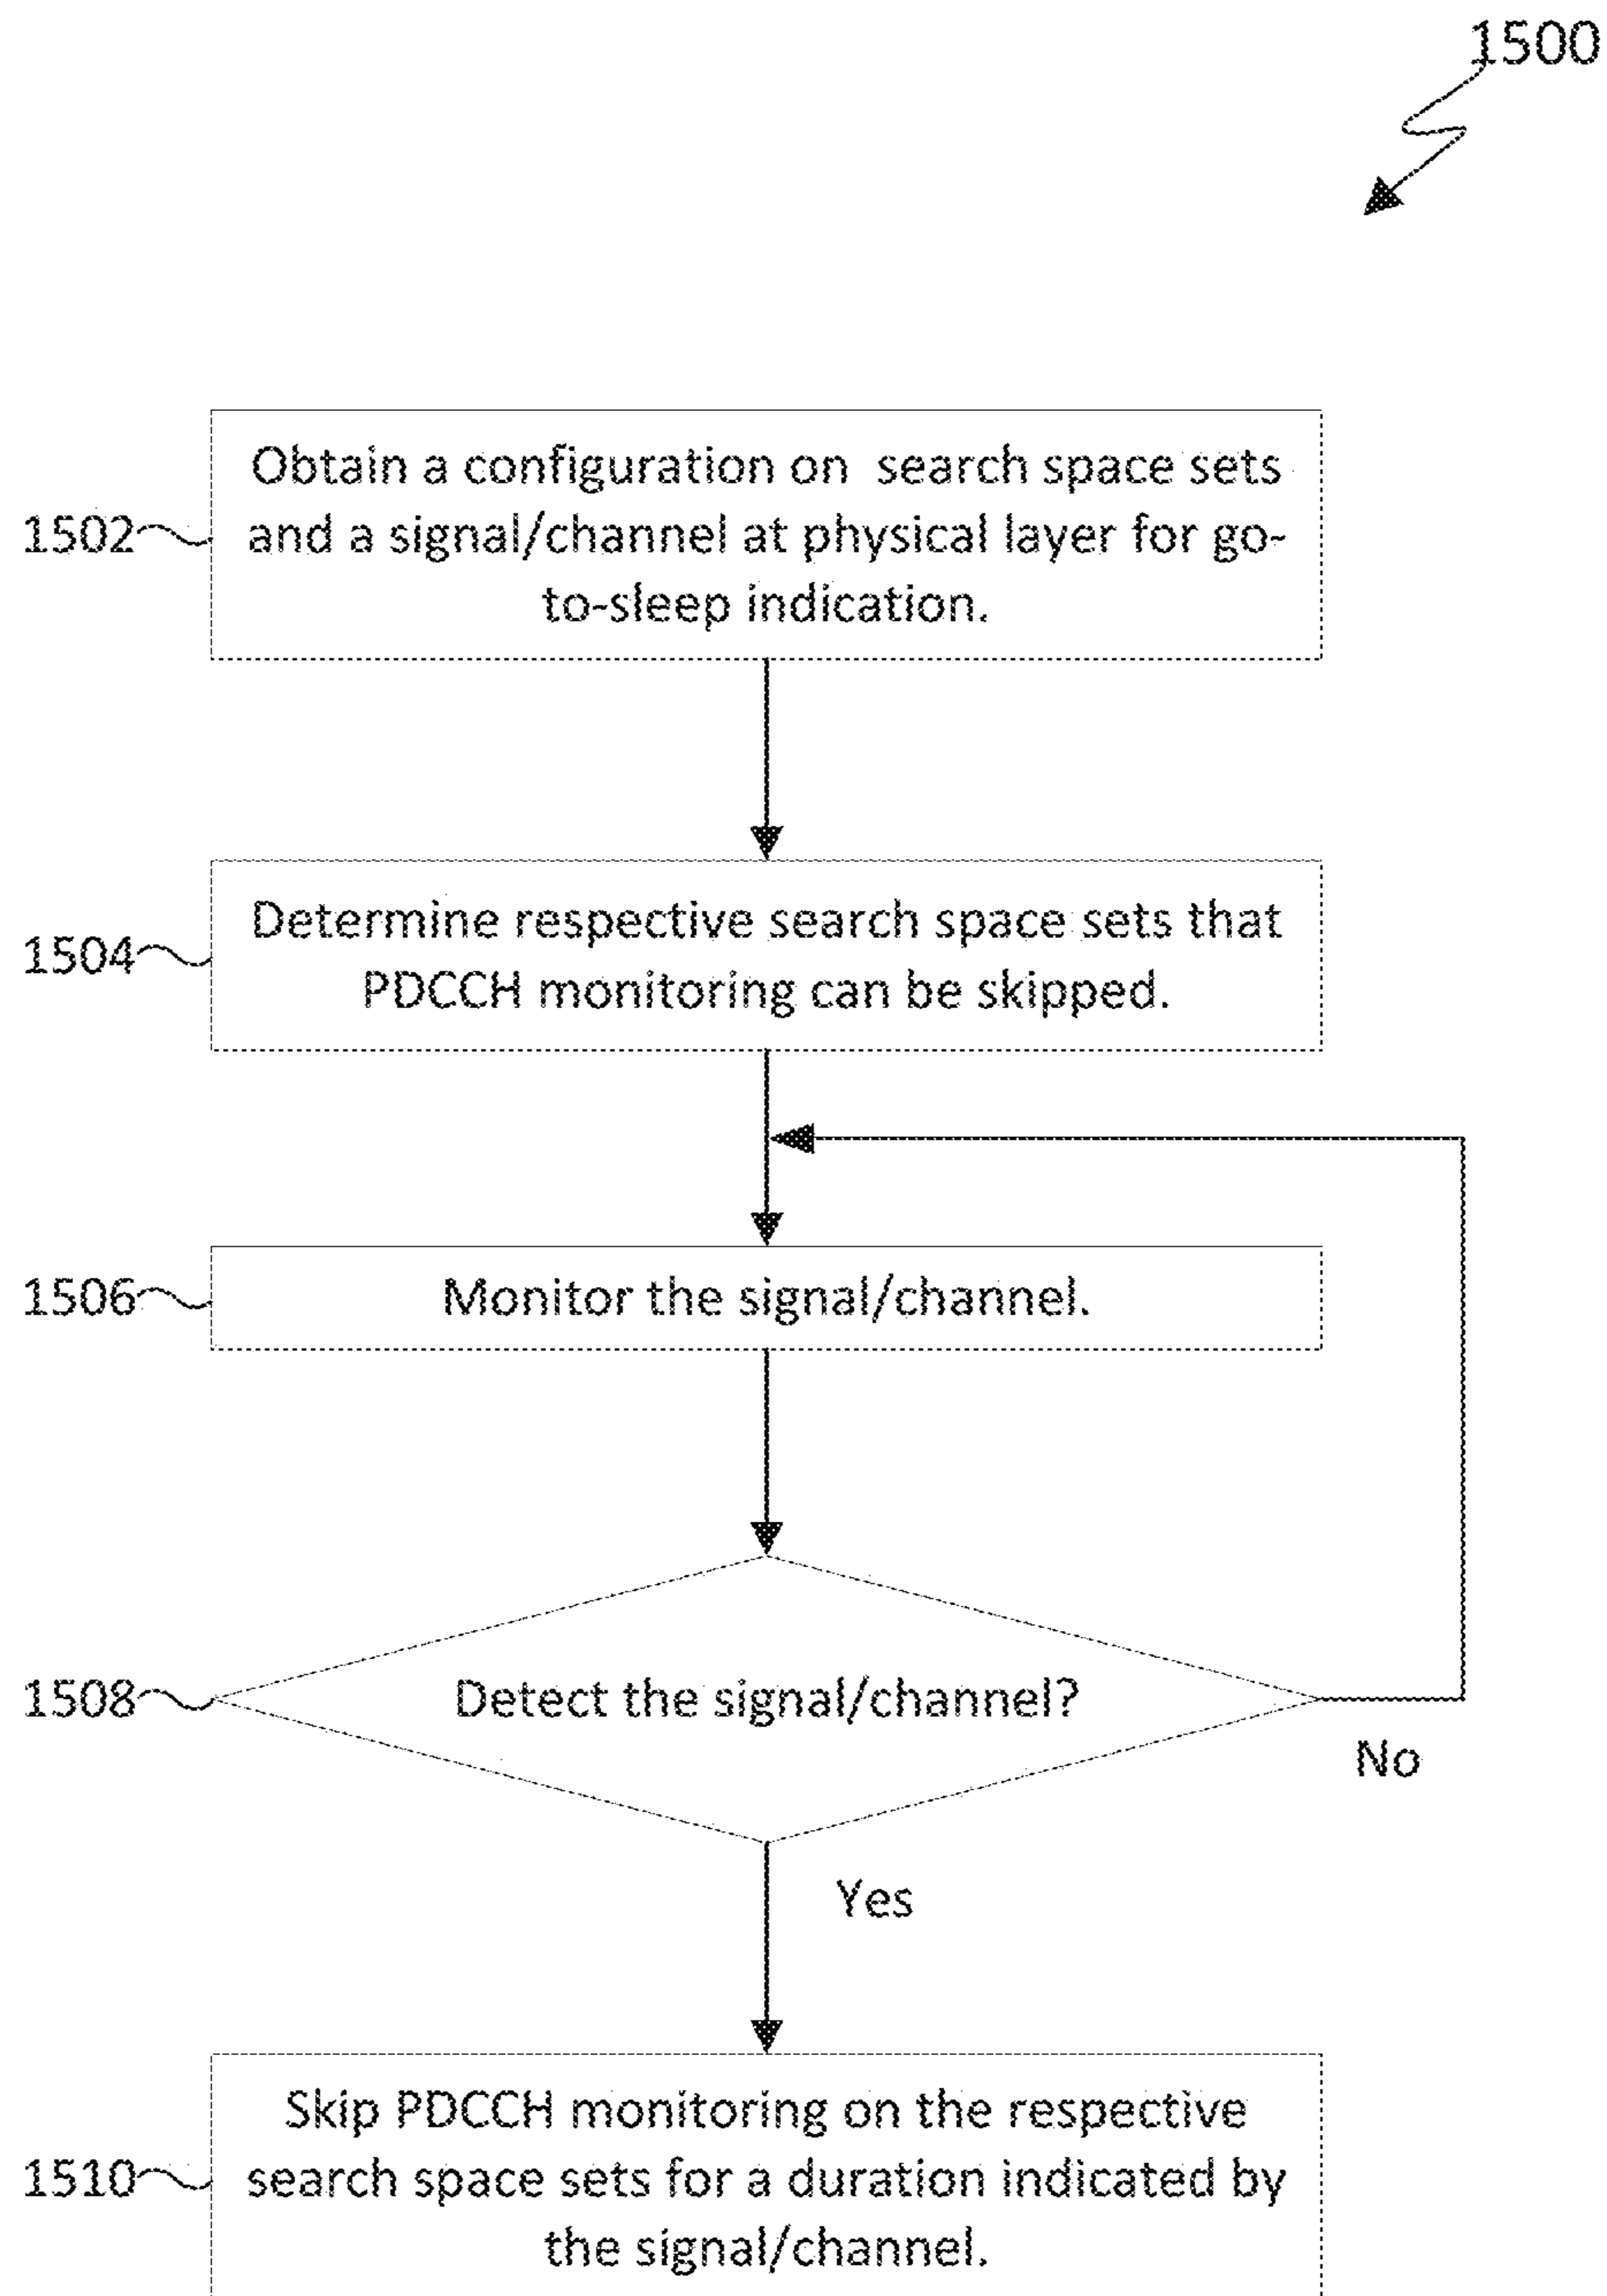 1500
Obtain a configuration on search space sets
1502 and a signal/channel at physical layer for go-
to-sleep indication.
Determine respective search space sets that
1504
PDCCH monitoring can be skipped.
1506 Monitor the signal/channel.
1508 Detect the signal/channel?
No
Yes
Skip PDCCH monitoring on the respective
1510 search space sets for a duration indicated by
the signal/channel.